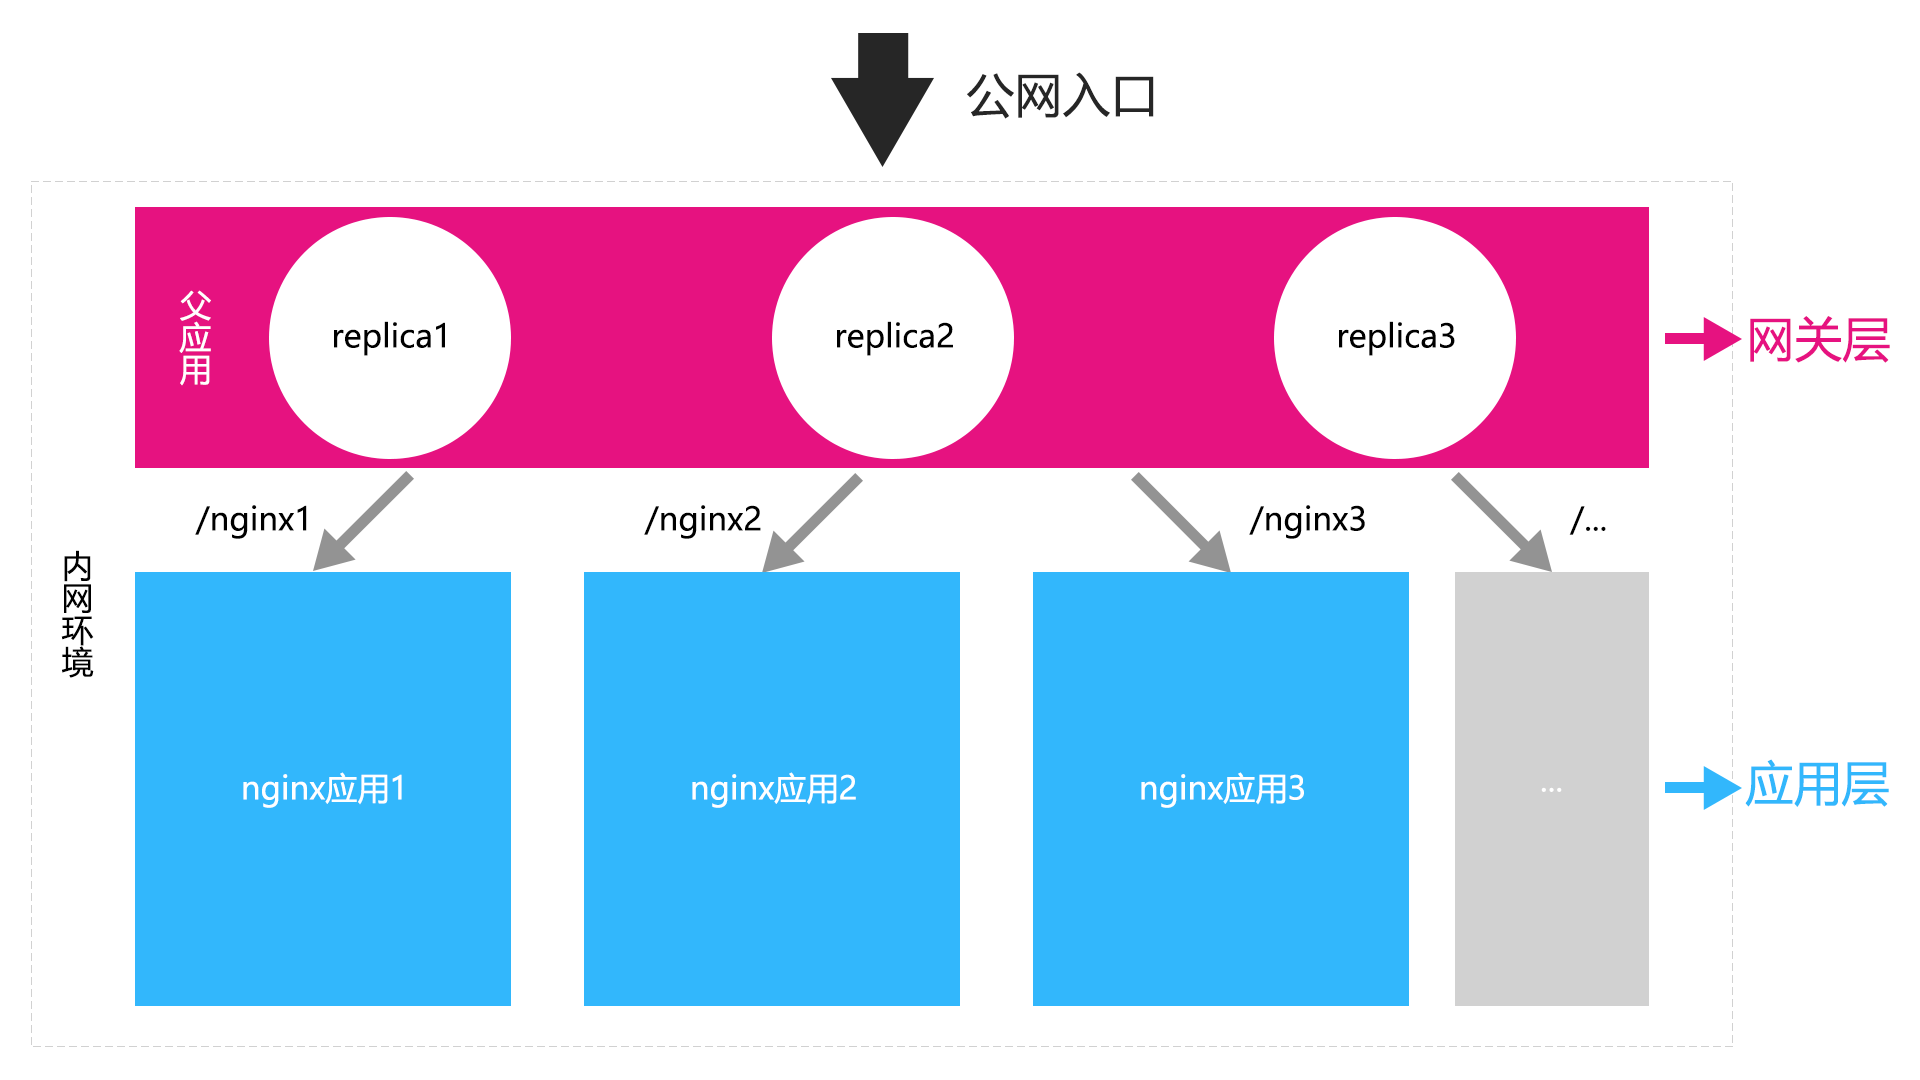 公网入口
父应用
replica1
replica2
replica3
网关层
/nginx1
/nginx2
/nginx3
/...
内网环境
nginx应用1
nginx应用2
nginx应用3
...
应用层